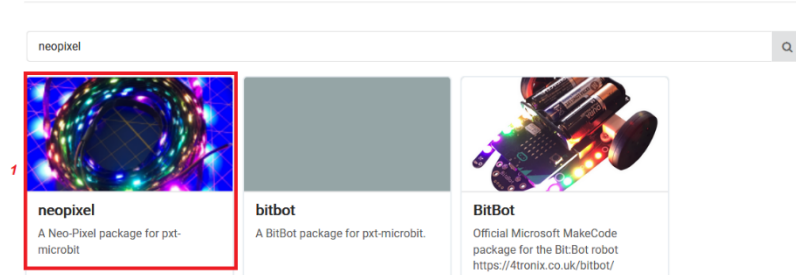 neopixel
1
neopixel
A Neo-Pixel package for pxt-
microbit
bitbot
A BitBot package for pxt-microbit.
BitBot
Official Microsoft MakeCode
package for the Bit:Bot robot
https://4tronix.co.uk/bitbot/